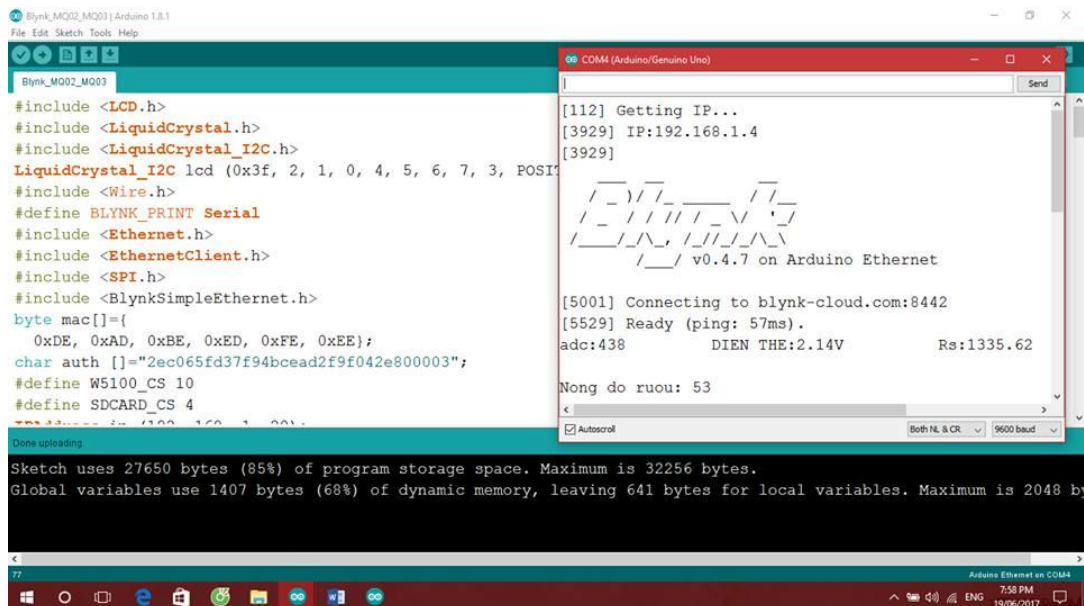 Blynk_MQ02_MQ03 | Arduino 1.8.1
File Edit Sketch Tools Help
Blynk_MQ02_MQ03
#include <LCD.h>
#include <LiquidCrystal.h>
#include <LiquidCrystal_I2C.h>
LiquidCrystal_I2C lcd (0x3f, 2, 1, 0, 4, 5, 6, 7, 3, POSIT
#include <Wire.h>
#define BLYNK_PRINT Serial
#include <Ethernet.h>
#include <EthernetClient.h>
#include <SPI.h>
#include <BlynkSimpleEthernet.h>
byte mac[]={
0xDE, 0xAD, 0xBE, 0xED, 0xFE, 0xEE};
char auth []="2ec065fd37f94bcead2f9f042e800003";
#define W5100_CS 10
#define SDCARD_CS 4
COM4 (Arduino/Genuino Uno)
Send
[112] Getting IP...
[3929] IP:192.168.1.4
[3929]
Blynk
v0.4.7 on Arduino Ethernet
[5001] Connecting to blynk-cloud.com:8442
[5529] Ready (ping: 57ms).
adc:438 DIEN THE:2.14V Rs:1335.62
Nong do ruou: 53
Autoscroll Both NL & CR 9600 baud
Done uploading.
Sketch uses 27650 bytes (85%) of program storage space. Maximum is 32256 bytes.
Global variables use 1407 bytes (68%) of dynamic memory, leaving 641 bytes for local variables. Maximum is 2048 by
77 Arduino Ethernet on COM4
ENG 7:58 PM
19/06/2017